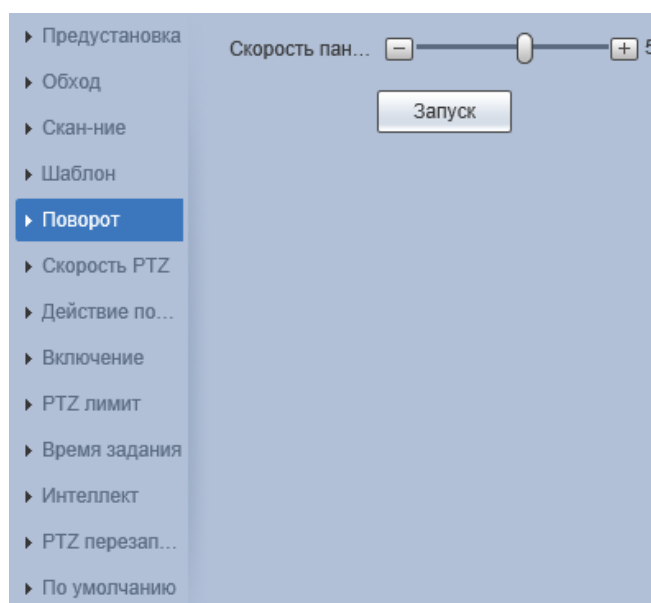 Предустановка
Обход
Скан-ние
Шаблон
Поворот
Скорость PTZ
Действие по...
Включение
PTZ лимит
Время задания
Интеллект
PTZ перезап...
По умолчанию
Скорость пан... 5
Запуск